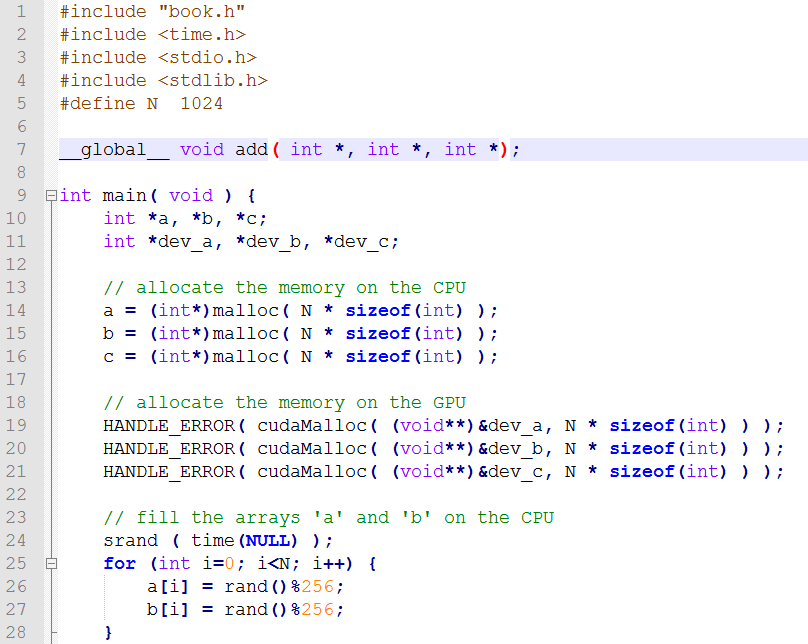 1 #include "book.h"
2 #include <time.h>
3 #include <stdio.h>
4 #include <stdlib.h>
5 #define N  1024
6
7 __global__ void add( int *, int *, int *);
8
9 int main( void ) {
10     int *a, *b, *c;
11     int *dev_a, *dev_b, *dev_c;
12
13     // allocate the memory on the CPU
14     a = (int*)malloc( N * sizeof(int) );
15     b = (int*)malloc( N * sizeof(int) );
16     c = (int*)malloc( N * sizeof(int) );
17
18     // allocate the memory on the GPU
19     HANDLE_ERROR( cudaMalloc( (void**)&dev_a, N * sizeof(int) ) );
20     HANDLE_ERROR( cudaMalloc( (void**)&dev_b, N * sizeof(int) ) );
21     HANDLE_ERROR( cudaMalloc( (void**)&dev_c, N * sizeof(int) ) );
22
23     // fill the arrays 'a' and 'b' on the CPU
24     srand ( time(NULL) );
25     for (int i=0; i<N; i++) {
26         a[i] = rand()%256;
27         b[i] = rand()%256;
28     }